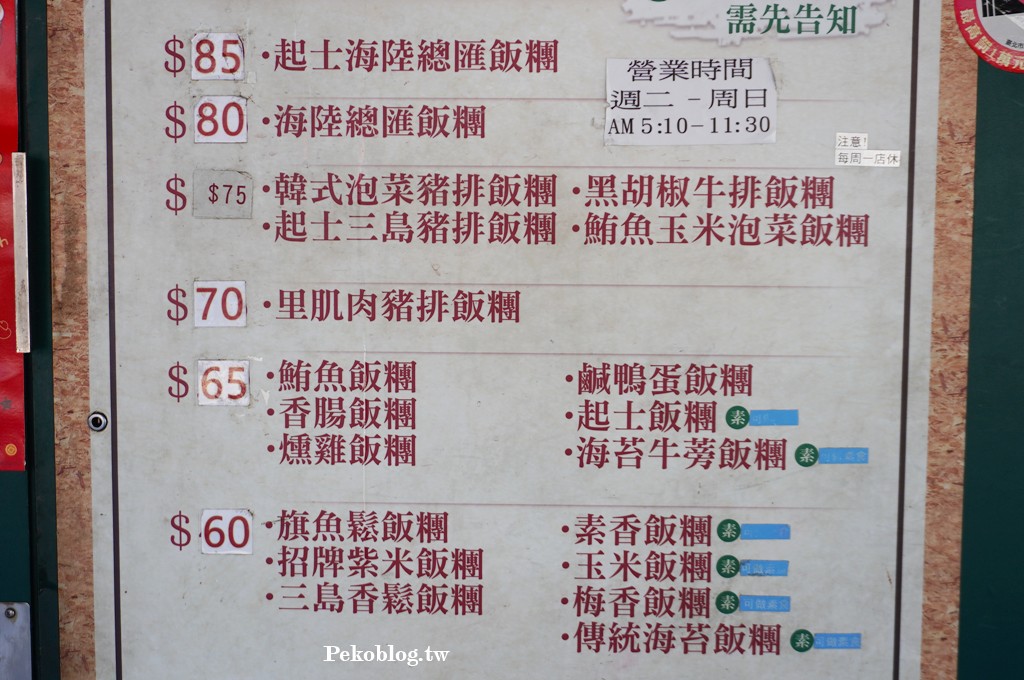 需先告知
$85 ·起士海陸總匯飯糰
營業時間
週二 - 周日
AM 5:10-11:30
$80 ·海陸總匯飯糰
注意!
每周一店休
$ $75 ·韓式泡菜豬排飯糰 ·黑胡椒牛排飯糰
·起士三島豬排飯糰 ·鮪魚玉米泡菜飯糰
$70 ·里肌肉豬排飯糰
$65 ·鮪魚飯糰 ·鹹鴨蛋飯糰
·香腸飯糰 ·起士飯糰 素
·燻雞飯糰 ·海苔牛蒡飯糰 素
$60 ·旗魚鬆飯糰 ·素香飯糰 素
·招牌紫米飯糰 ·玉米飯糰 素
·三島香鬆飯糰 ·梅香飯糰 素 可做素食
·傳統海苔飯糰 素 可做素食
Pekoblog.tw